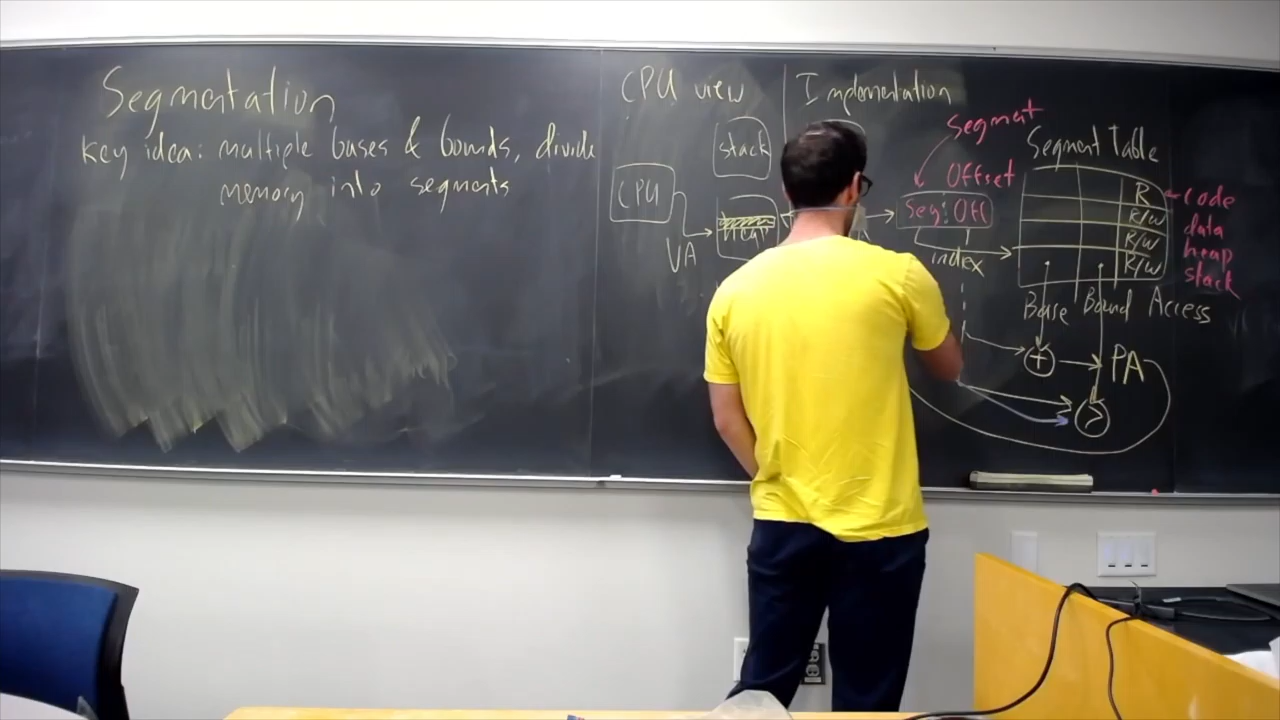 Segmentation
Key idea: multiple bases & bounds, divide
memory into segments
CPU view
stack
CPU
VA
heap
Implementation
Segment
Offset
Seg: Off
index
Segment Table
R
R/W
R/W
R/W
code
data
heap
stack
Base Bound Access
+
PA
>